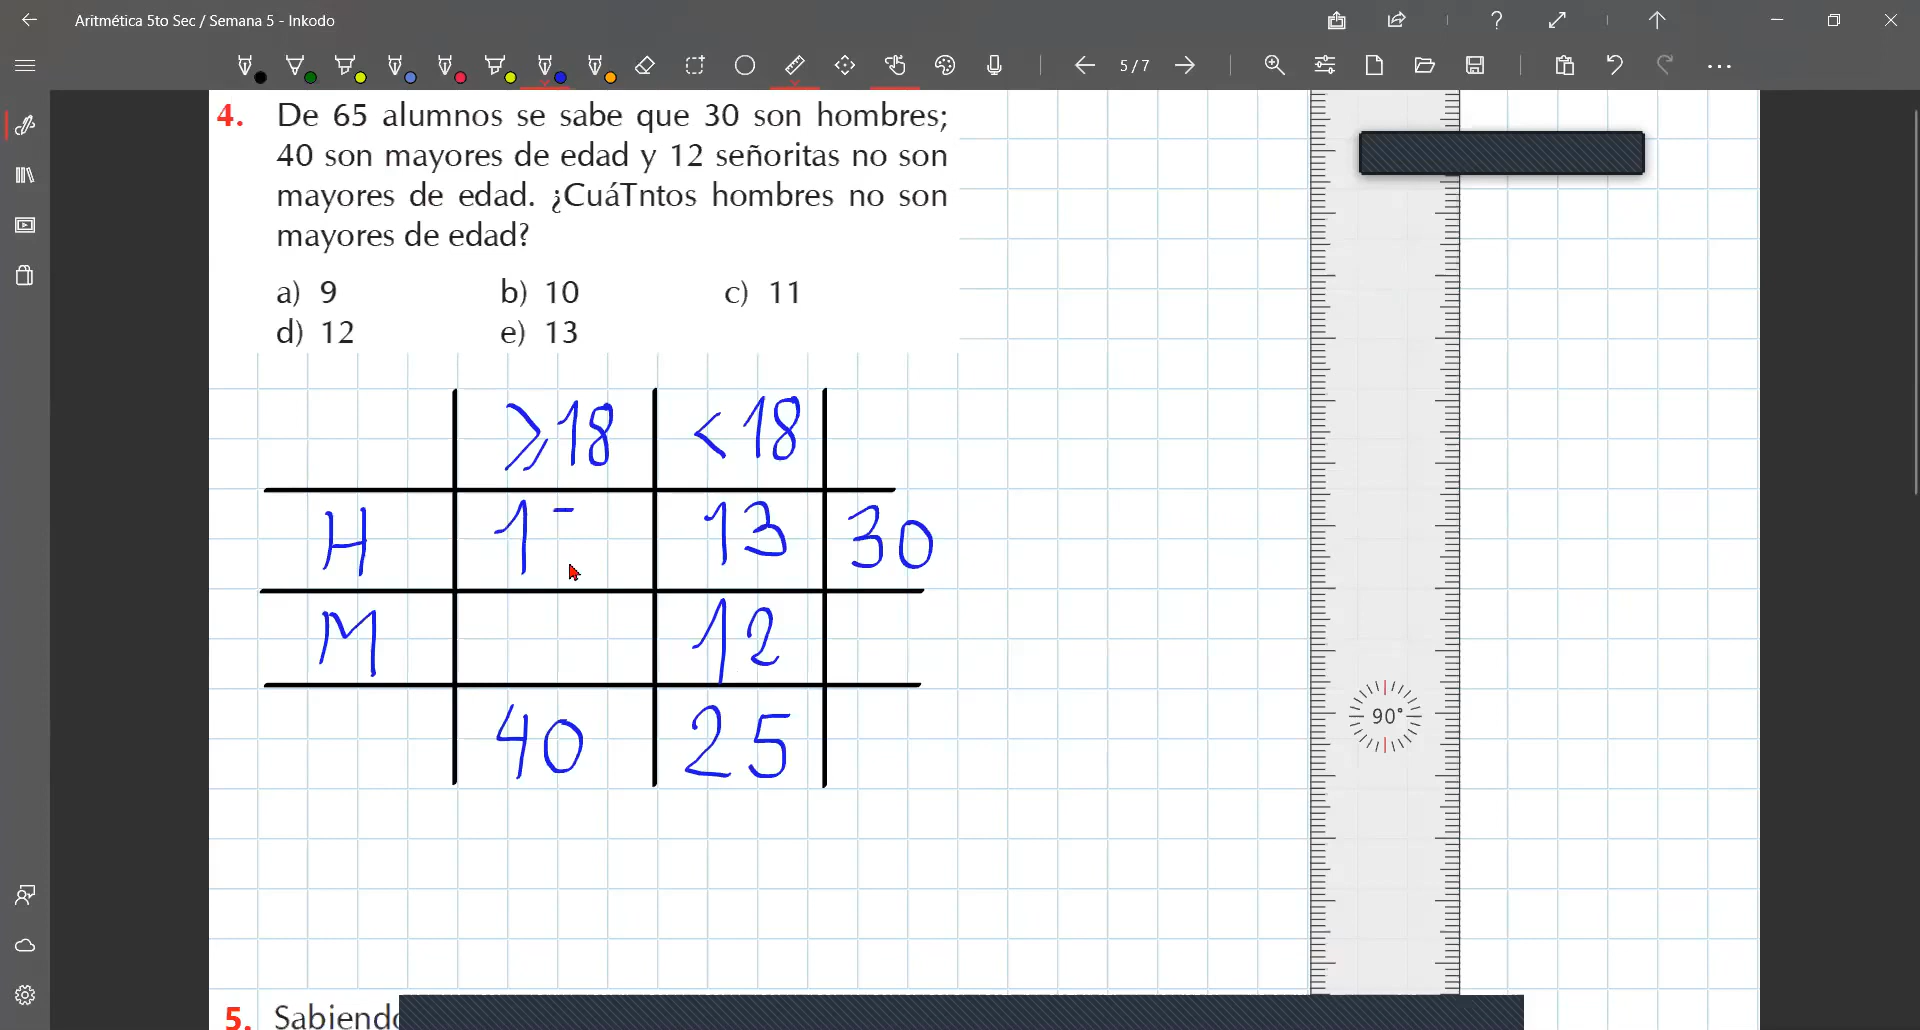 Aritmética 5to Sec / Semana 5 - Inkodo
5 / 7
4. De 65 alumnos se sabe que 30 son hombres;
40 son mayores de edad y 12 señoritas no son
mayores de edad. ¿CuáTntos hombres no son
mayores de edad?
a) 9 b) 10 c) 11
d) 12 e) 13
⩾18 <18
H 1 13 30
M 12
40 25
90°
5. Sabiendo